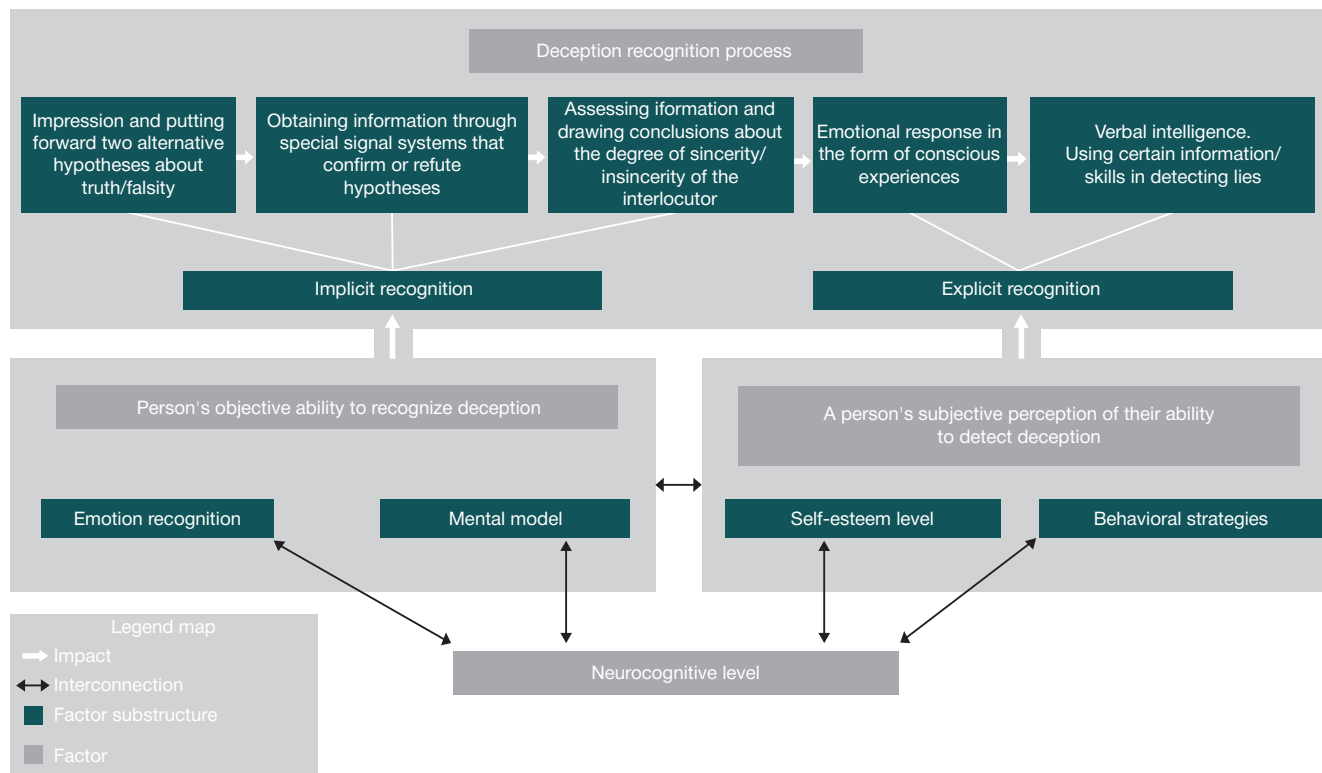 Deception recognition process
Impression and putting
forward two alternative
hypotheses about
truth/falsity
Obtaining information through
special signal systems that
confirm or refute
hypotheses
Assessing iformation and
drawing conclusions about
the degree of sincerity/
insincerity of the
interlocutor
Emotional response in
the form of conscious
experiences
Verbal intelligence.
Using certain information/
skills in detecting lies
Implicit recognition
Explicit recognition
Person's objective ability to recognize deception
A person's subjective perception of their ability
to detect deception
Emotion recognition
Mental model
Self-esteem level
Behavioral strategies
Legend map
Impact
Interconnection
Factor substructure
Factor
Neurocognitive level